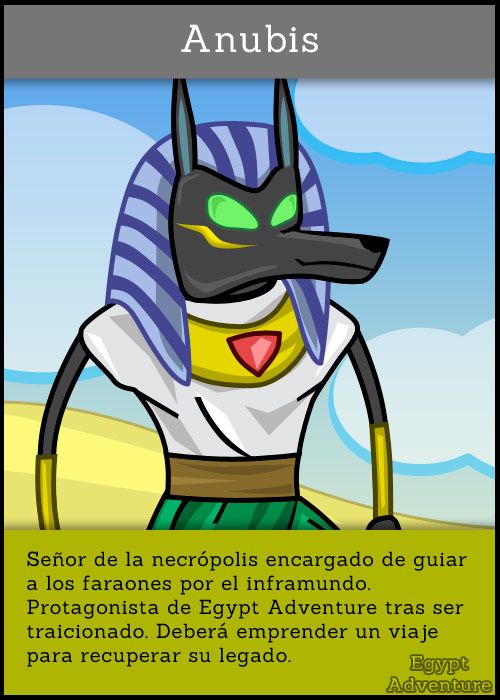 Anubis
Señor de la necrópolis encargado de guiar
a los faraones por el inframundo.
Protagonista de Egypt Adventure tras ser
traicionado. Deberá emprender un viaje
para recuperar su legado.
Egypt
Adventure